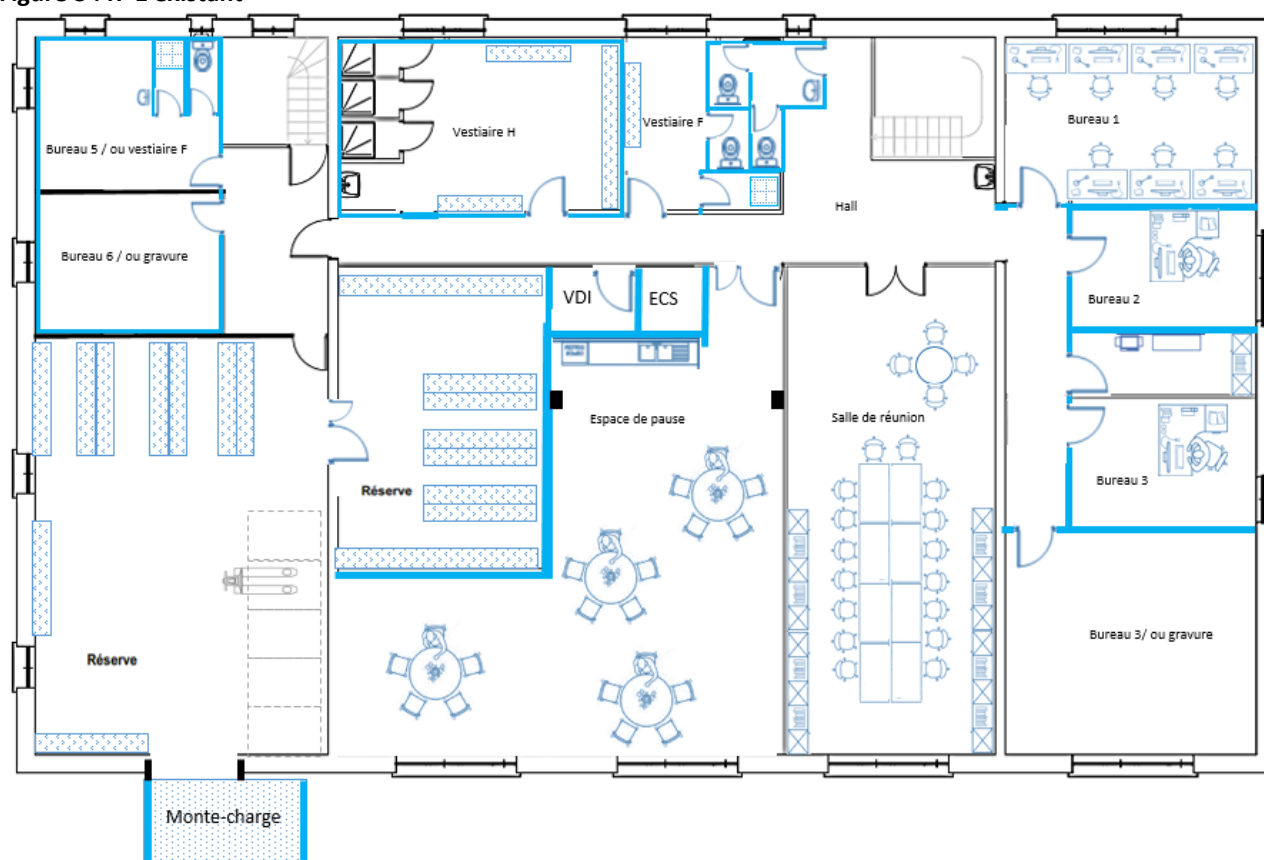 Vestiaire H
Vestiaire F
Bureau 1
Bureau 5 / ou vestiaire F
Hall
Bureau 6 / ou gravure
VDI
ECS
Bureau 2
Espace de pause
Salle de réunion
Réserve
Bureau 3
Bureau 3/ ou gravure
Réserve
Monte-charge